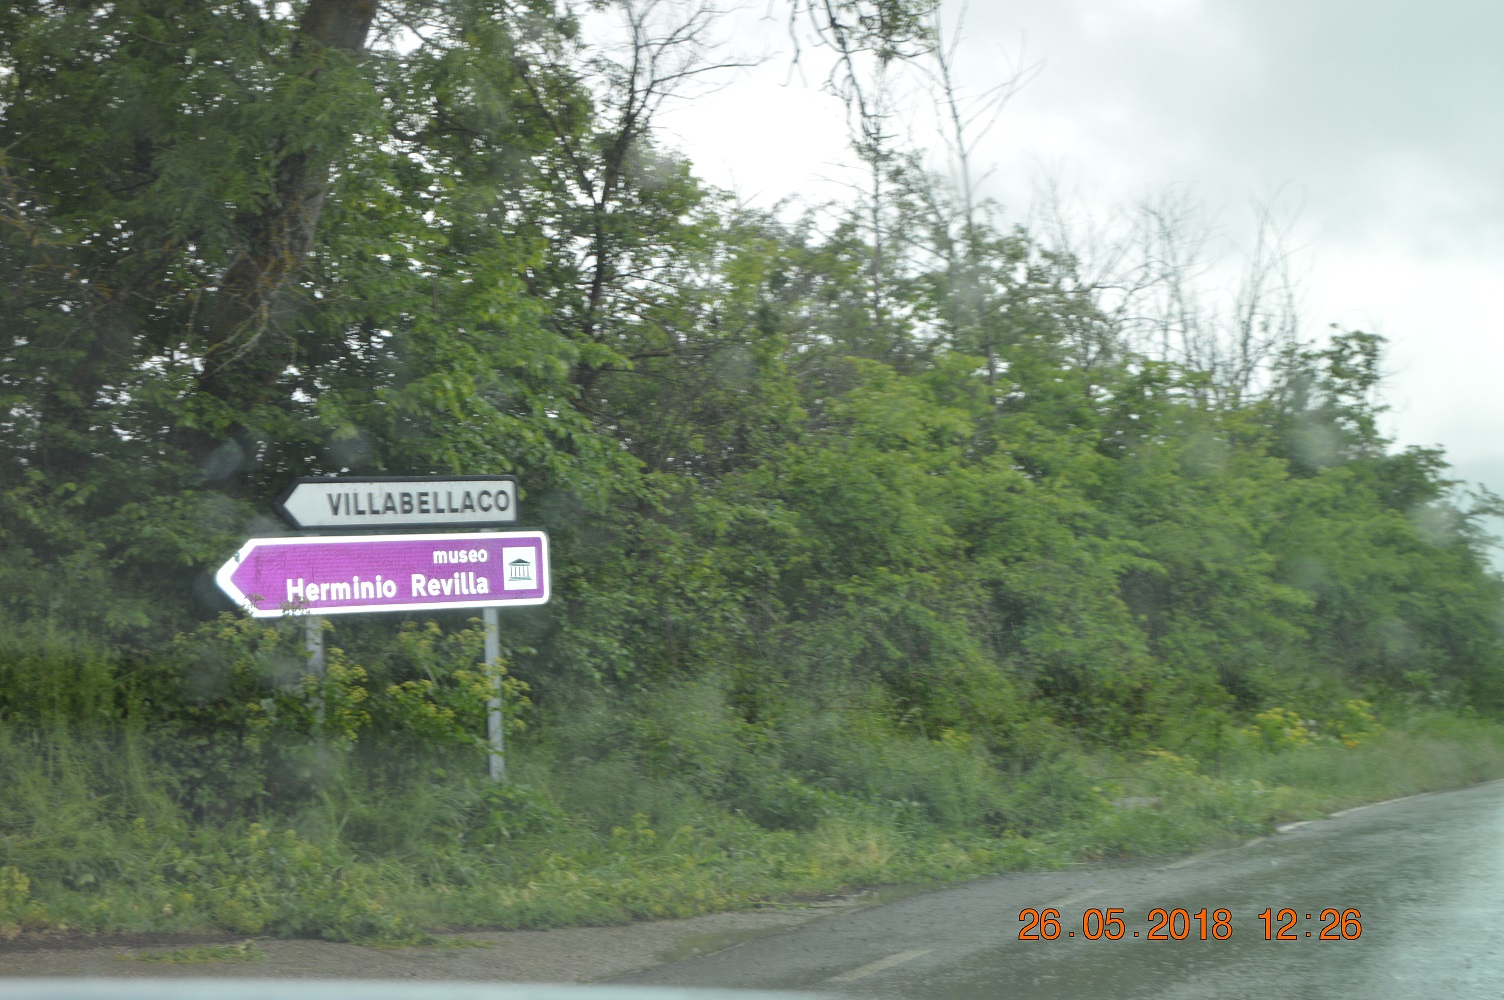 VILLABELLACO
museo
Herminio Revilla
26.05.2018 12:26